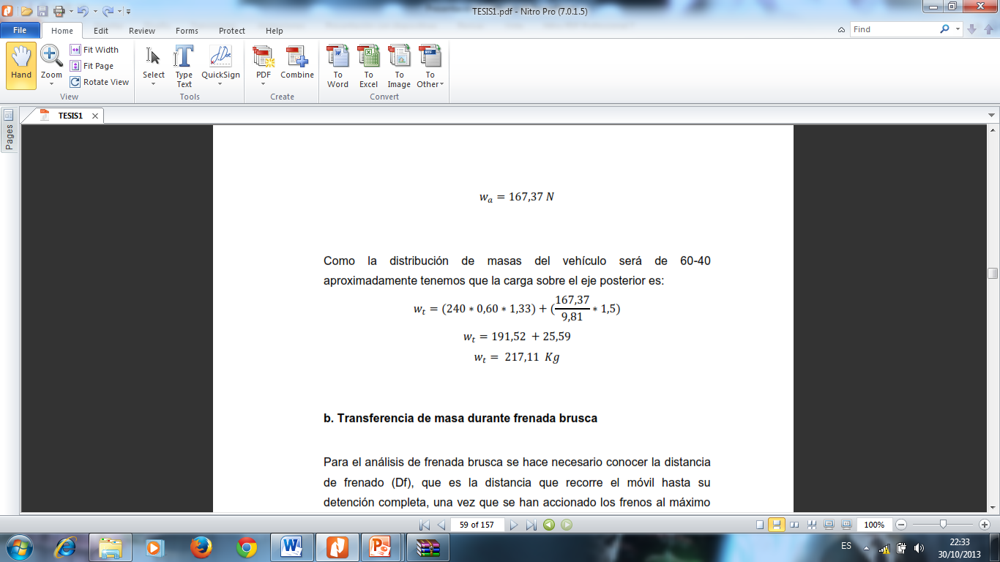 TESIS1.pdf - Nitro Pro (7.0.1.5)
File Home Edit Review Forms Protect Help Find
Hand Zoom Fit Width Fit Page Rotate View
Select Type Text QuickSign
PDF Combine
To Word To Excel To Image To Other
View Tools Create Convert
TESIS1
Pages
wₐ = 167,37 N
Como la distribución de masas del vehículo será de 60-40
aproximadamente tenemos que la carga sobre el eje posterior es:
wₜ = (240 ∗ 0,60 ∗ 1,33) + (167,37/9,81 ∗ 1,5)
wₜ = 191,52 + 25,59
wₜ = 217,11 Kg
b. Transferencia de masa durante frenada brusca
Para el análisis de frenada brusca se hace necesario conocer la distancia
de frenado (Df), que es la distancia que recorre el móvil hasta su
detención completa, una vez que se han accionado los frenos al máximo
59 of 157 100%
ES 22:33
30/10/2013